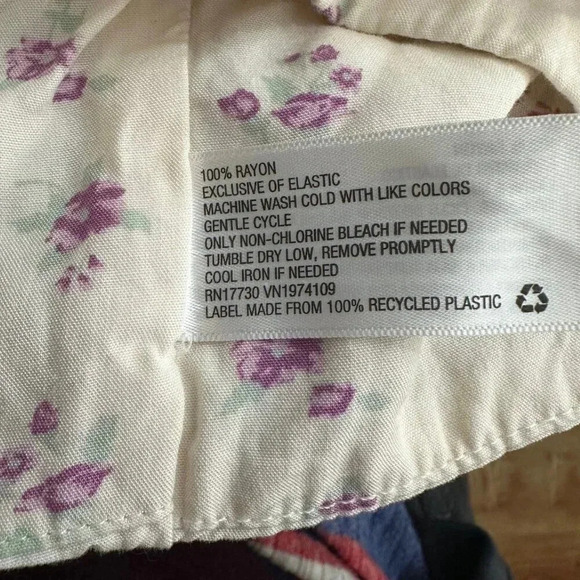 100% RAYON
EXCLUSIVE OF ELASTIC
MACHINE WASH COLD WITH LIKE COLORS
GENTLE CYCLE
ONLY NON-CHLORINE BLEACH IF NEEDED
TUMBLE DRY LOW, REMOVE PROMPTLY
COOL IRON IF NEEDED
RN17730 VN1974109
LABEL MADE FROM 100% RECYCLED PLASTIC